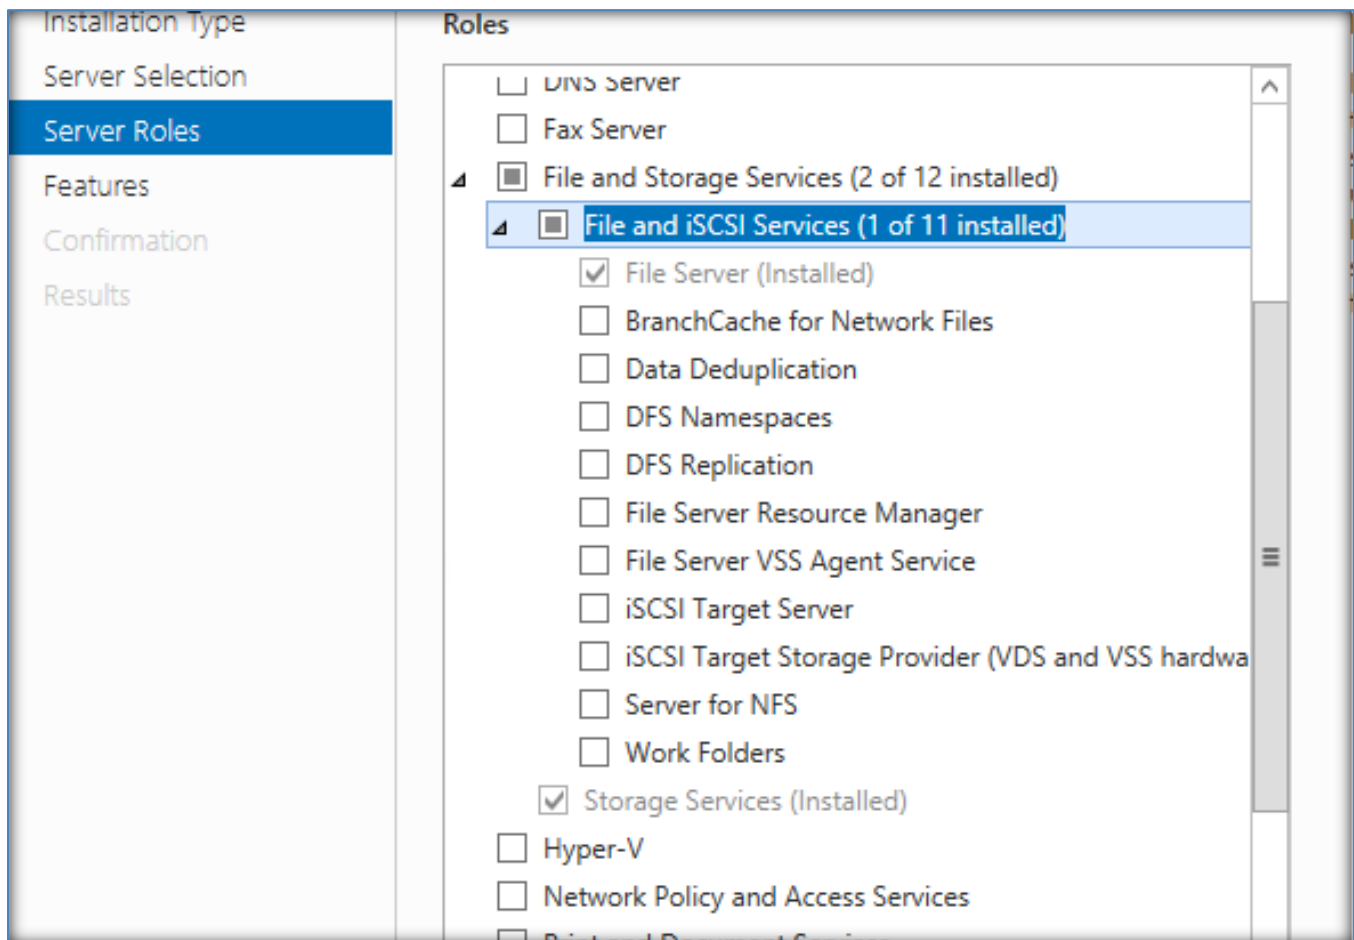 Installation Type
Server Selection
Server Roles
Features
Confirmation
Results
Roles
DNS Server
Fax Server
File and Storage Services (2 of 12 installed)
File and iSCSI Services (1 of 11 installed)
File Server (Installed)
BranchCache for Network Files
Data Deduplication
DFS Namespaces
DFS Replication
File Server Resource Manager
File Server VSS Agent Service
iSCSI Target Server
iSCSI Target Storage Provider (VDS and VSS hardwa
Server for NFS
Work Folders
Storage Services (Installed)
Hyper-V
Network Policy and Access Services
Print and Document Services